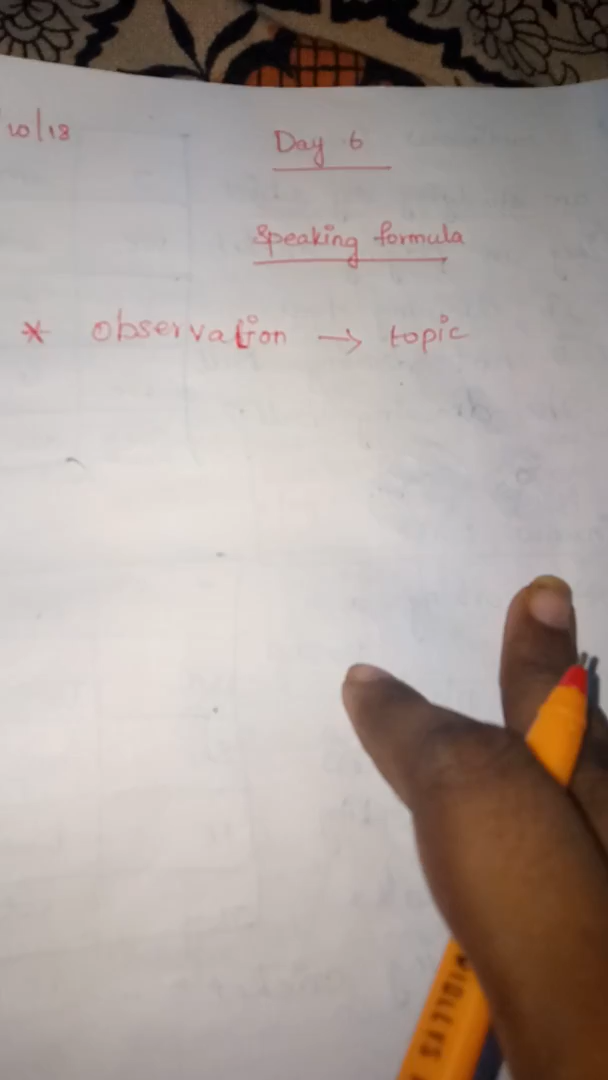 /10/18
Day 6
Speaking formula
* observation → topic